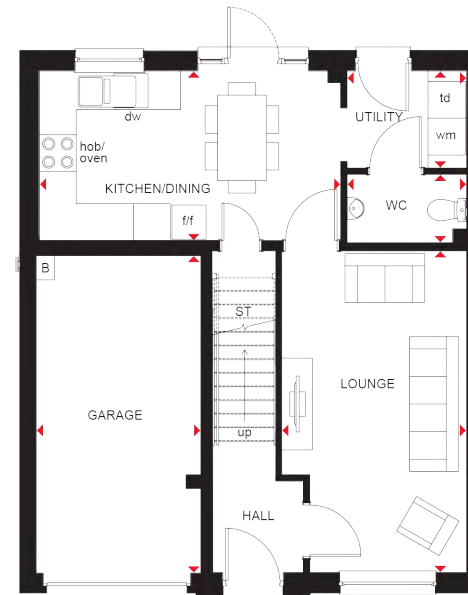 td
UTILITY
dw
wm
hob/
oven
KITCHEN/DINING
WC
f/f
B
ST
LOUNGE
GARAGE
up
HALL